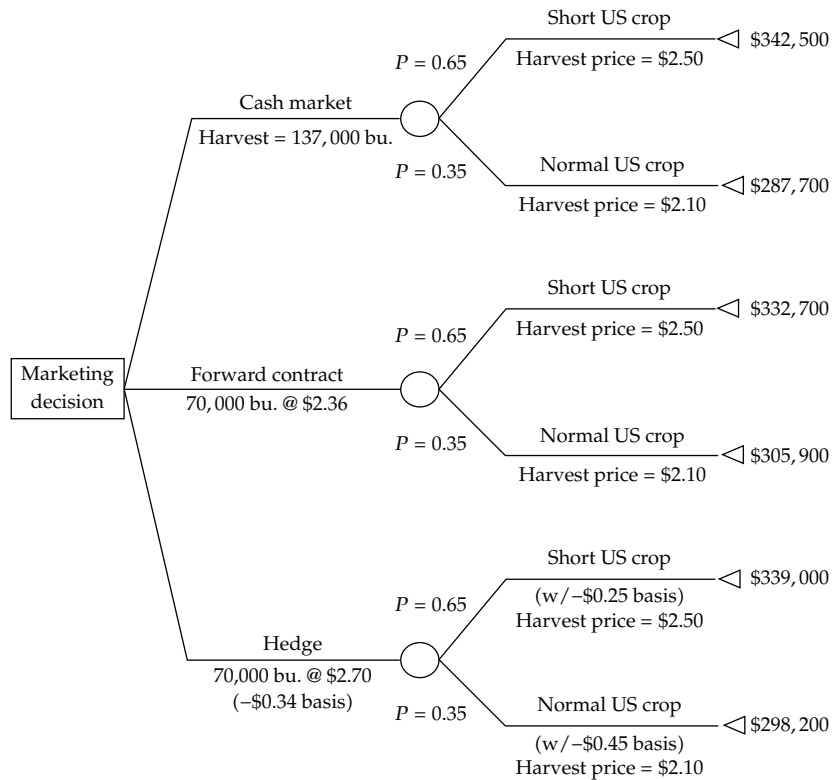 Short US crop
$342,500
P = 0.65
Harvest price = $2.50
Cash market
Harvest = 137,000 bu.
Normal US crop
P = 0.35
$287,700
Harvest price = $2.10
Short US crop
$332,700
P = 0.65
Harvest price = $2.50
Marketing
decision
Forward contract
70,000 bu. @ $2.36
Normal US crop
P = 0.35
$305,900
Harvest price = $2.10
Short US crop
$339,000
P = 0.65
(w/−$0.25 basis)
Harvest price = $2.50
Hedge
70,000 bu. @ $2.70
(−$0.34 basis)
Normal US crop
P = 0.35
$298,200
(w/−$0.45 basis)
Harvest price = $2.10